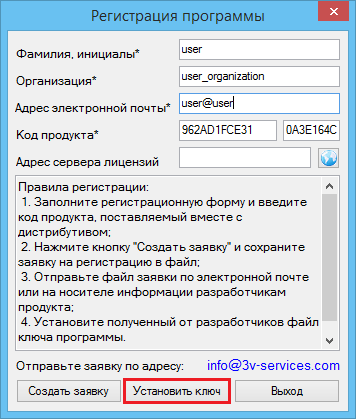 Регистрация программы
Фамилия, инициалы* user
Организация* user_organization
Адрес электронной почты* user@user
Код продукта* 962AD1FCE31 0A3E164C
Адрес сервера лицензий
Правила регистрации:
1. Заполните регистрационную форму и введите
код продукта, поставляемый вместе с
дистрибутивом;
2. Нажмите кнопку "Создать заявку" и сохраните
заявку на регистрацию в файл;
3. Отправьте файл заявки по электронной почте
или на носителе информации разработчикам
продукта;
4. Установите полученный от разработчиков файл
ключа программы.
Отправьте заявку по адресу: info@3v-services.com
Создать заявку Установить ключ Выход